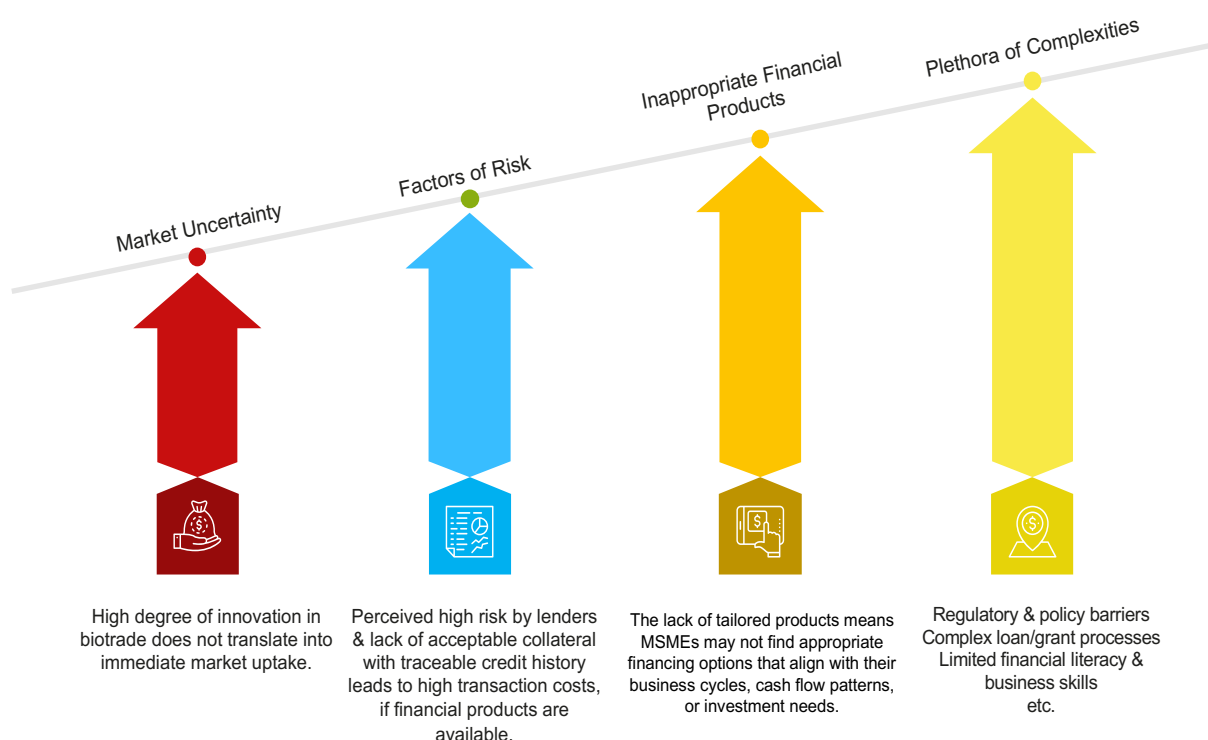 Market Uncertainty
Factors of Risk
Inappropriate Financial
Products
Plethora of Complexities
$
$
$
High degree of innovation in
biotrade does not translate into
immediate market uptake.
Perceived high risk by lenders
& lack of acceptable collateral
with traceable credit history
leads to high transaction costs,
if financial products are
available.
The lack of tailored products means
MSMEs may not find appropriate
financing options that align with their
business cycles, cash flow patterns,
or investment needs.
Regulatory & policy barriers
Complex loan/grant processes
Limited financial literacy &
business skills
etc.